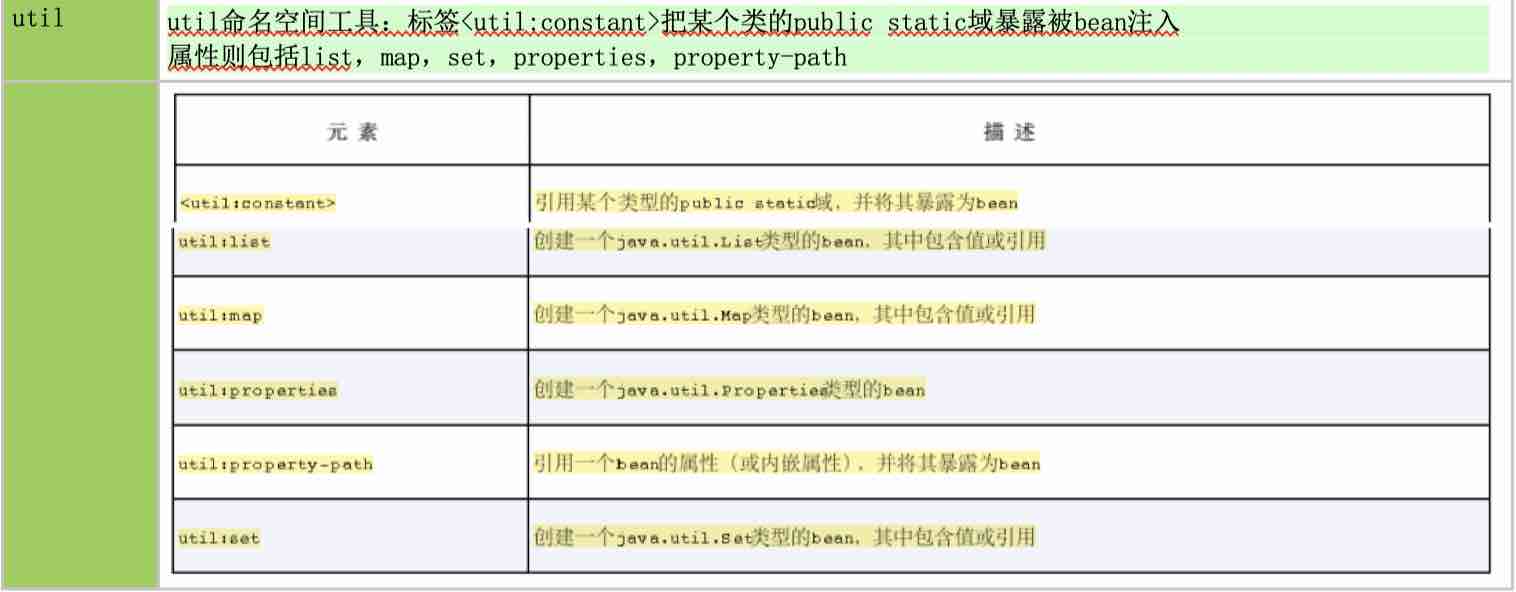 util
util命名空间工具：标签<util:constant>把某个类的public static域暴露被bean注入
属性则包括list，map，set，properties，property-path
元 素 描 述
<util:constant> 引用某个类型的public static域，并将其暴露为bean
util:list 创建一个java.util.List类型的bean，其中包含值或引用
util:map 创建一个java.util.Map类型的bean，其中包含值或引用
util:properties 创建一个java.util.Properties类型的bean
util:property-path 引用一个bean的属性（或内嵌属性），并将其暴露为bean
util:set 创建一个java.util.Set类型的bean，其中包含值或引用